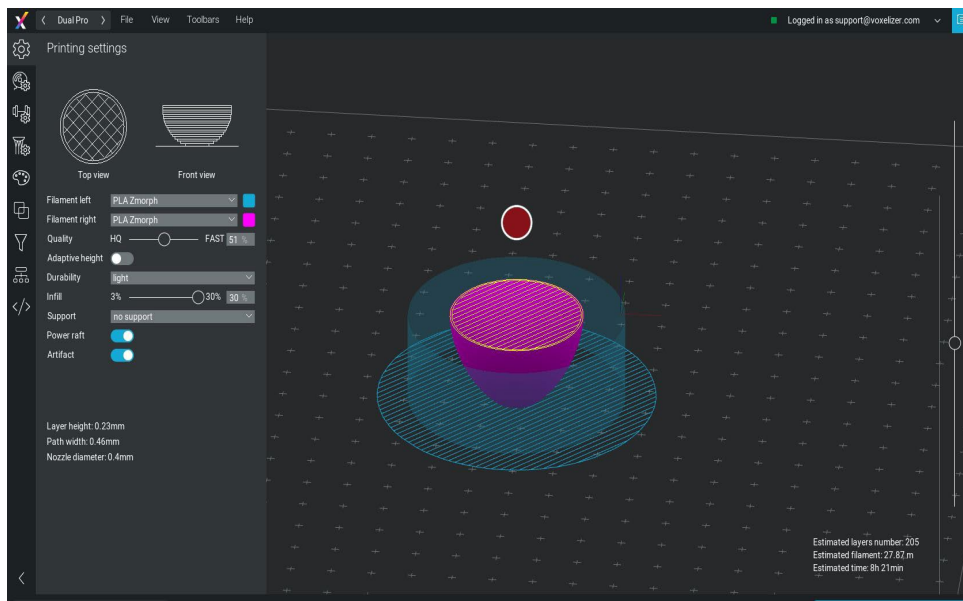 Dual Pro File View Toolbars Help Logged in as support@voxelizer.com
Printing settings
Top view Front view
Filament left PLA Zmorph
Filament right PLA Zmorph
Quality HQ FAST 51 %
Adaptive height
Durability light
Infill 3% 30% 30 %
Support no support
Power raft
Artifact
Layer height: 0.23mm
Path width: 0.46mm
Nozzle diameter: 0.4mm
Estimated layers number: 205
Estimated filament: 27.87 m
Estimated time: 8h 21min